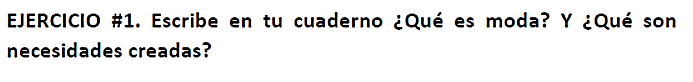 EJERCICIO #1. Escribe en tu cuaderno ¿Qué es moda? Y ¿Qué son
necesidades creadas?